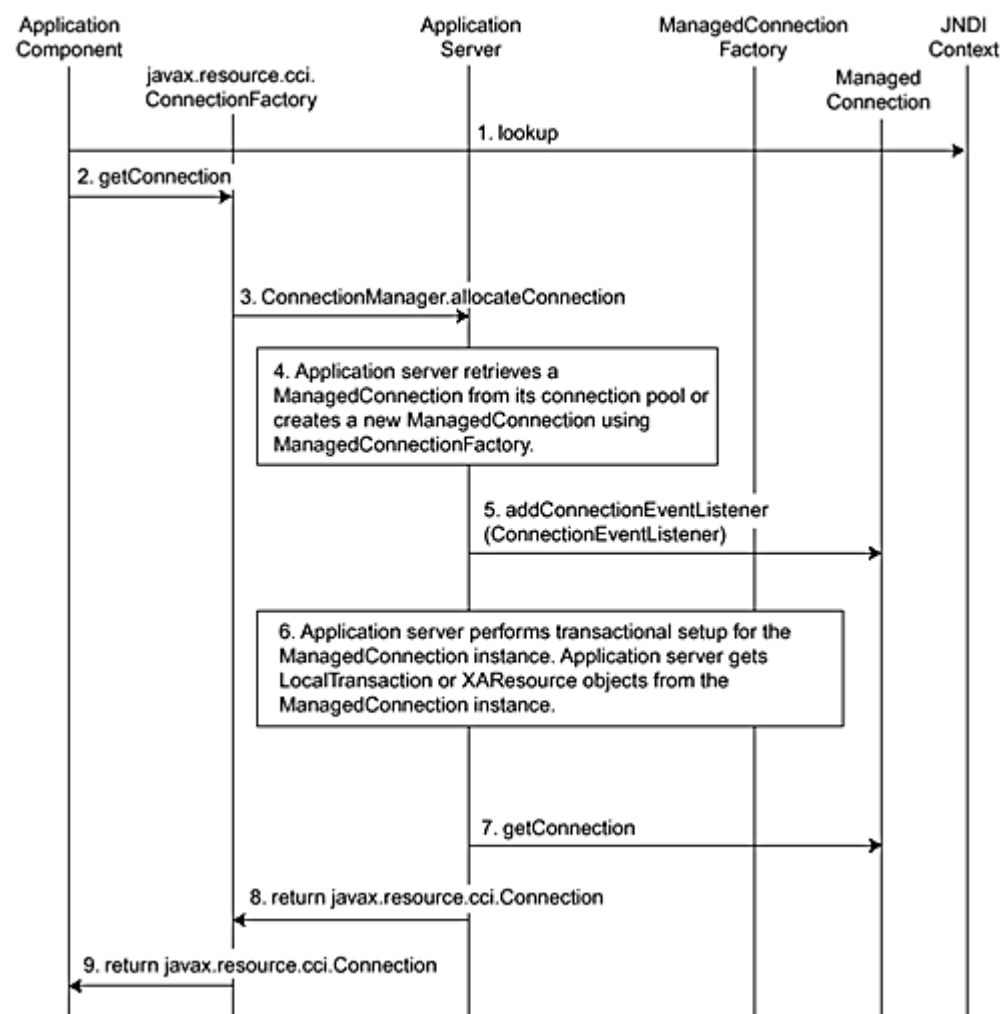 Application
Component
javax.resource.cci.
ConnectionFactory
Application
Server
ManagedConnection
Factory
Managed
Connection
JNDI
Context
1. lookup
2. getConnection
3. ConnectionManager.allocateConnection
4. Application server retrieves a
ManagedConnection from its connection pool or
creates a new ManagedConnection using
ManagedConnectionFactory.
5. addConnectionEventListener
(ConnectionEventListener)
6. Application server performs transactional setup for the
ManagedConnection instance. Application server gets
LocalTransaction or XAResource objects from the
ManagedConnection instance.
7. getConnection
8. return javax.resource.cci.Connection
9. return javax.resource.cci.Connection